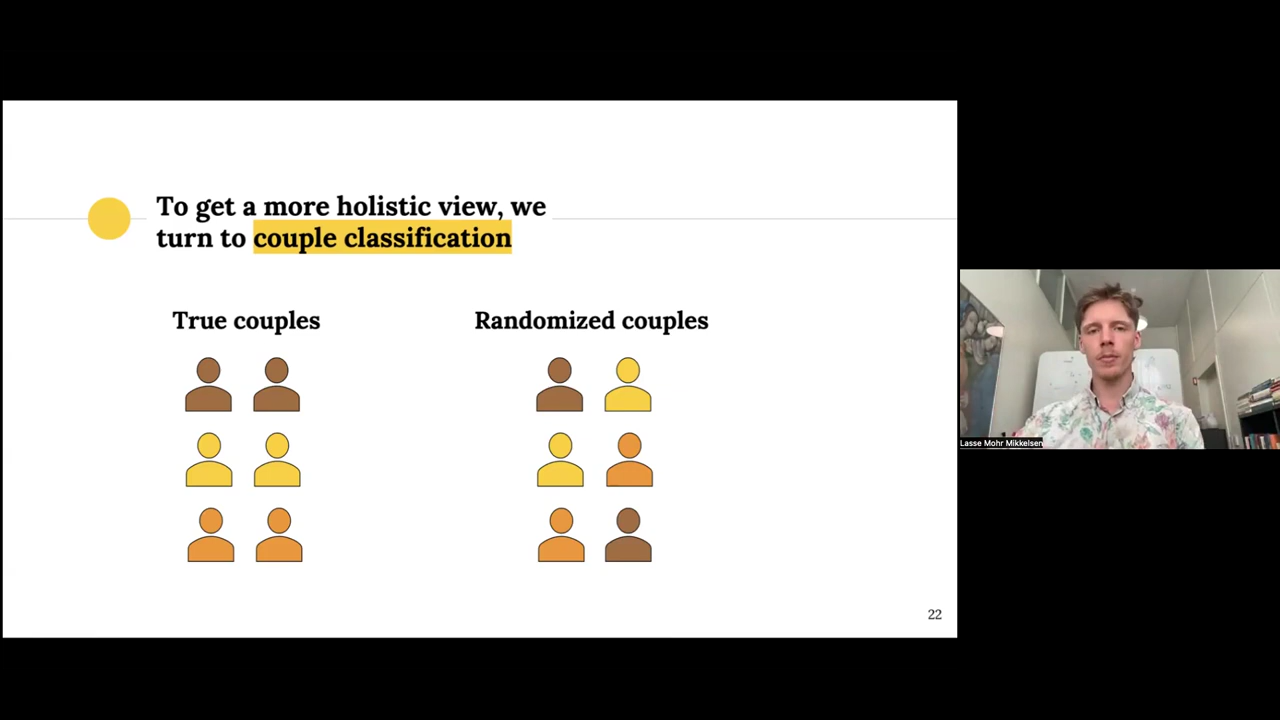 To get a more holistic view, we
turn to couple classification
True couples
Randomized couples
22
Lasse Mohr Mikkelsen